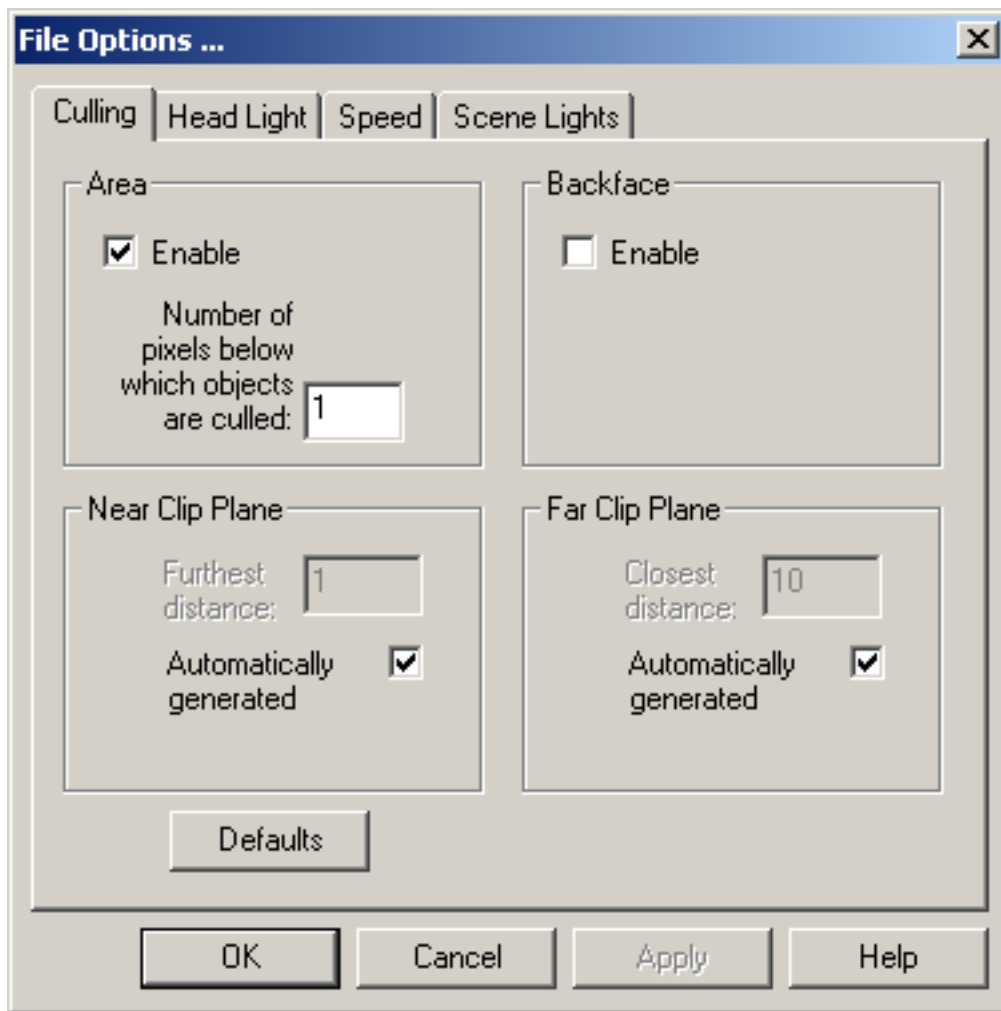 File Options ...
Culling
Head Light
Speed
Scene Lights
Area
Enable
Number of
pixels below
which objects
are culled:
1
Backface
Enable
Near Clip Plane
Furthest
distance:
1
Automatically
generated
Far Clip Plane
Closest
distance:
10
Automatically
generated
Defaults
OK
Cancel
Apply
Help